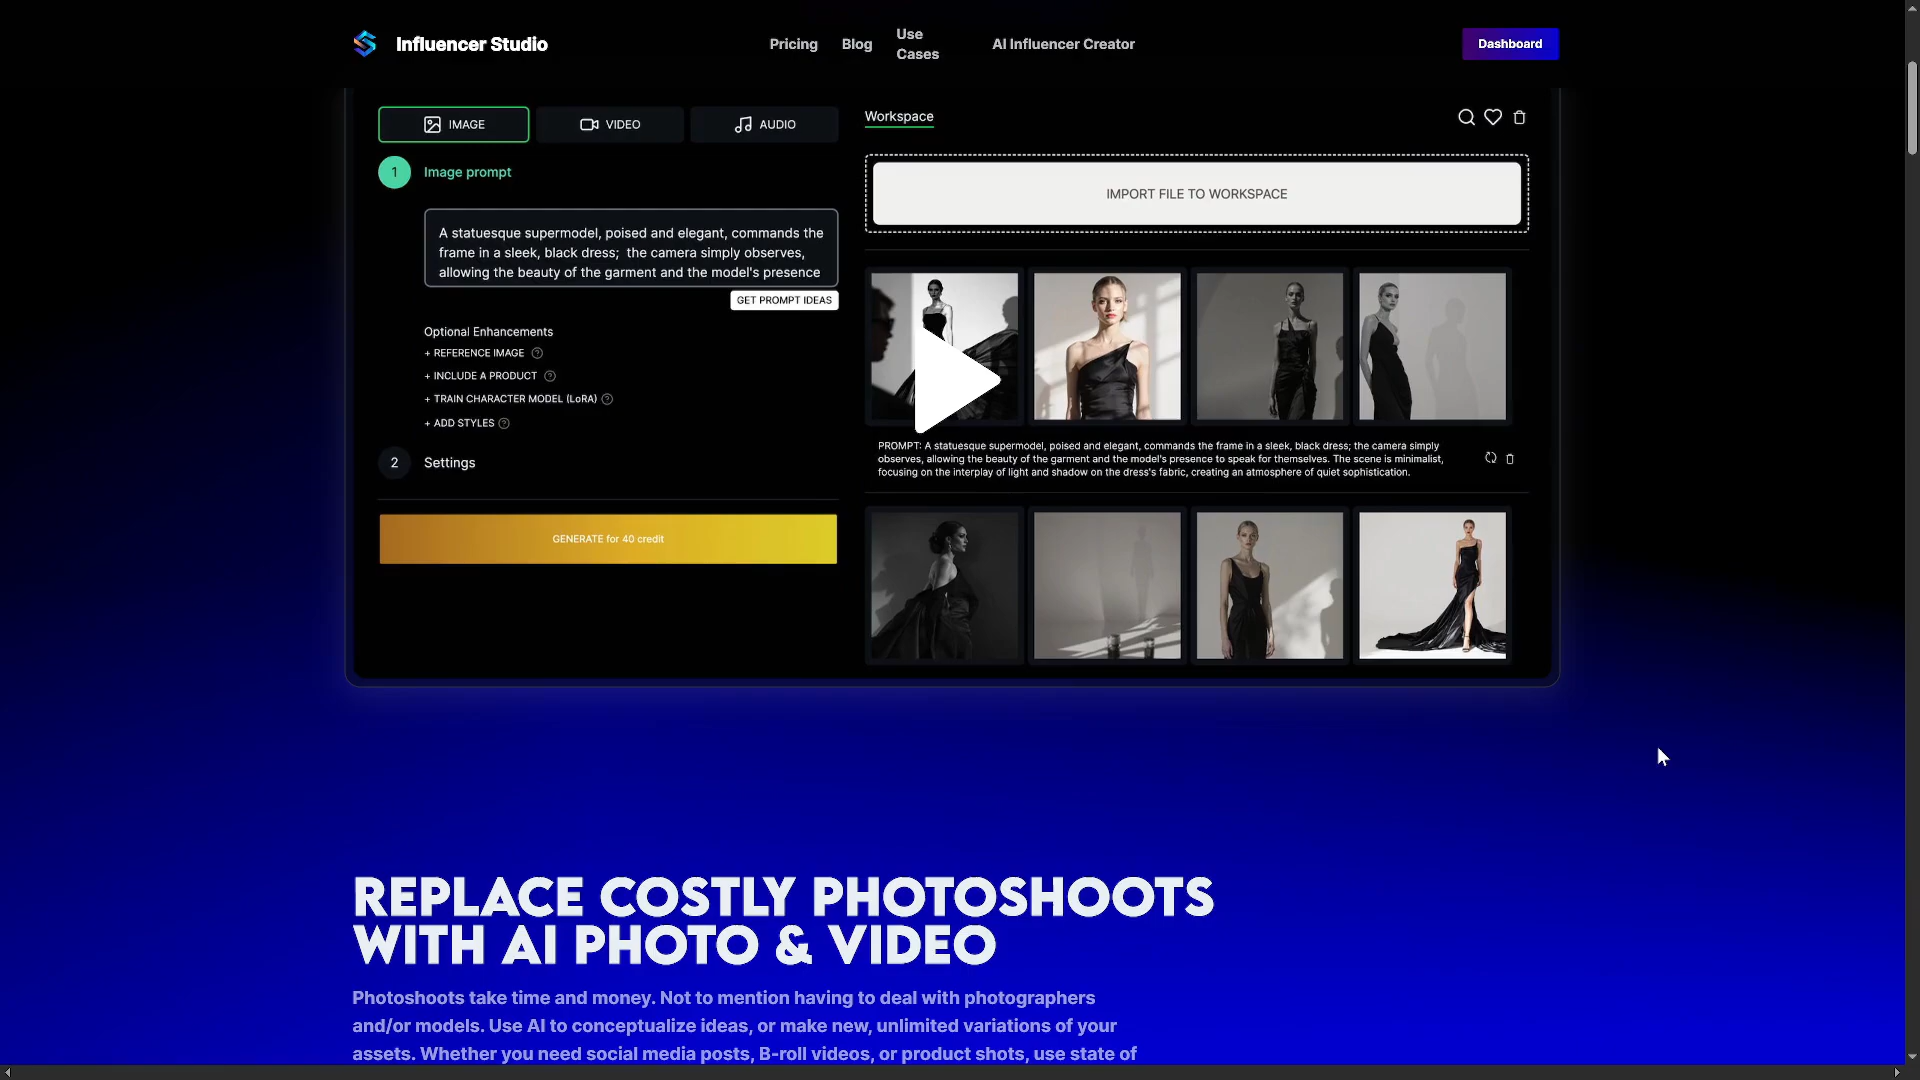 Influencer Studio
Pricing
Blog
Use
Cases
AI Influencer Creator
Dashboard
IMAGE
VIDEO
AUDIO
1
Image prompt
A statuesque supermodel, poised and elegant, commands the
frame in a sleek, black dress;  the camera simply observes,
allowing the beauty of the garment and the model's presence
GET PROMPT IDEAS
Optional Enhancements
+ REFERENCE IMAGE ?
+ INCLUDE A PRODUCT ?
+ TRAIN CHARACTER MODEL (LoRA) ?
+ ADD STYLES ?
2
Settings
GENERATE for 40 credit
Workspace
IMPORT FILE TO WORKSPACE
PROMPT: A statuesque supermodel, poised and elegant, commands the frame in a sleek, black dress; the camera simply
observes, allowing the beauty of the garment and the model's presence to speak for themselves. The scene is minimalist,
focusing on the interplay of light and shadow on the dress's fabric, creating an atmosphere of quiet sophistication.
REPLACE COSTLY PHOTOSHOOTS
WITH AI PHOTO & VIDEO
Photoshoots take time and money. Not to mention having to deal with photographers
and/or models. Use AI to conceptualize ideas, or make new, unlimited variations of your
assets. Whether you need social media posts, B-roll videos, or product shots, use state of